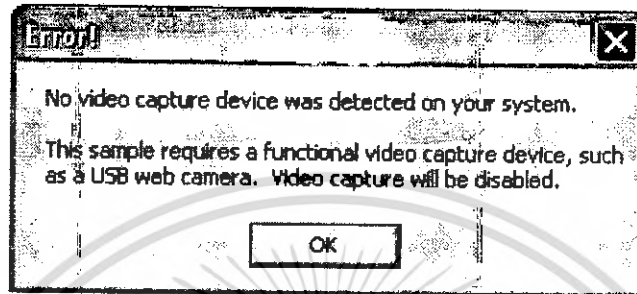 Error!
No video capture device was detected on your system.
This sample requires a functional video capture device, such
as a USB web camera.  Video capture will be disabled.
OK